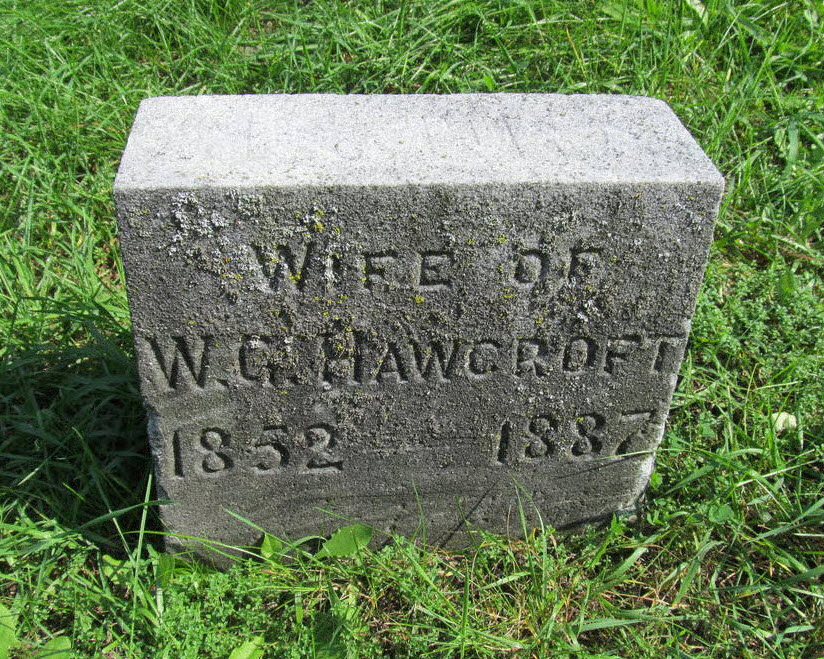 WIFE OF
W. G. HAWCROFT
1852 — 1887